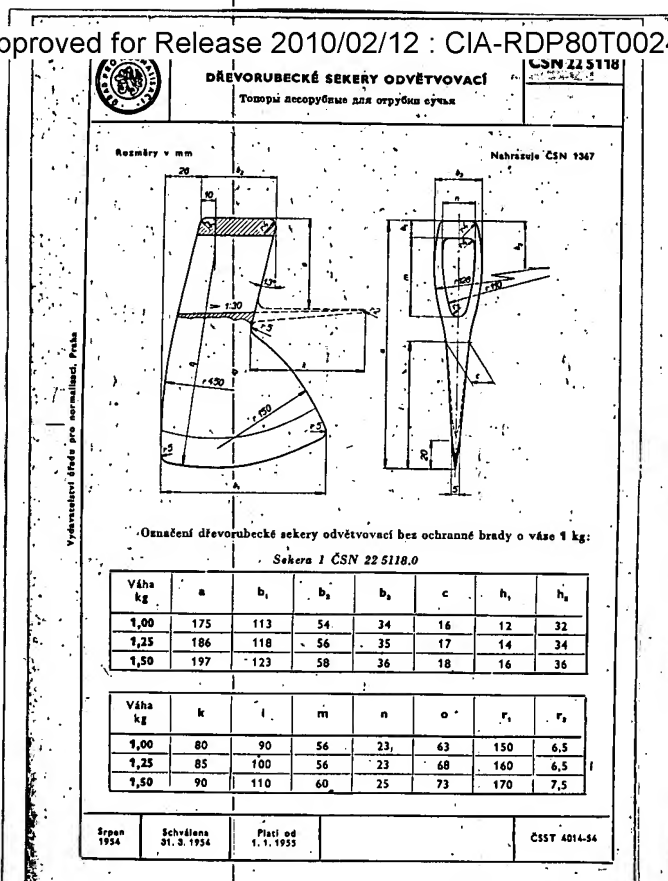 pproved for Release 2010/02/12 : CIA-RDP80T002
DŘEVORUBECKÉ SEKERY ODVĚTVOVACÍ
ČSN 22 5118
Топоры лесорубные для отрубки сучья
Rozměry v mm
Nahrazuje ČSN 1367
20
10
13°
1:30
r 5
r 450
r 150
r5
r5
20
5
Vydavatelství úřadu pro normalisaci, Praha
Označení dřevorubecké sekery odvětvovací bez ochranné brady o váze 1 kg:
Sekera 1 ČSN 22 5118.0
Váha kg a b₁ b₂ b₃ c h₁ h₂
1,00 175 113 54 34 16 12 32
1,25 186 118 56 35 17 14 34
1,50 197 123 58 36 18 16 36
Váha kg k l m n o r₁ r₂
1,00 80 90 56 23 63 150 6,5
1,25 85 100 56 23 68 160 6,5
1,50 90 110 60 25 73 170 7,5
Srpen 1954
Schválena 31. 3. 1954
Platí od 1. 1. 1955
ČSST 4014-54